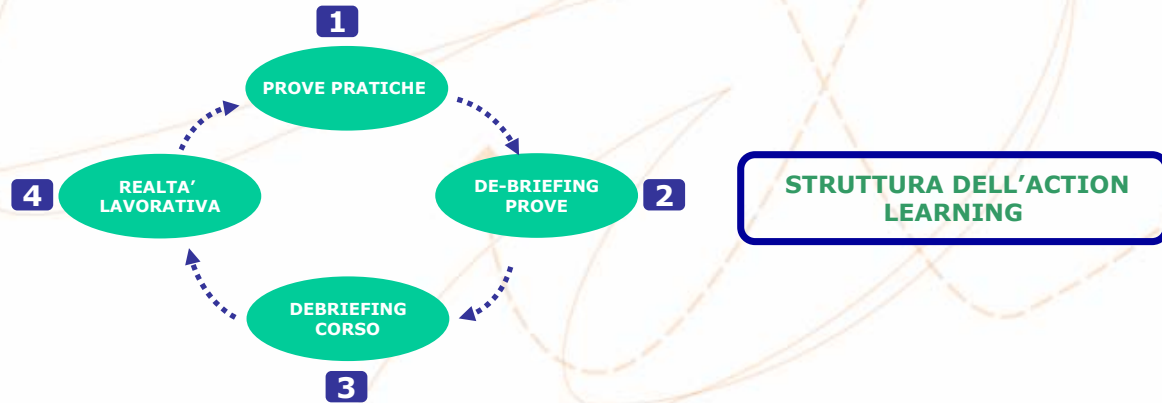 1
PROVE PRATICHE
4
REALTA’
LAVORATIVA
DE-BRIEFING
PROVE
2
STRUTTURA DELL’ACTION
LEARNING
DEBRIEFING
CORSO
3